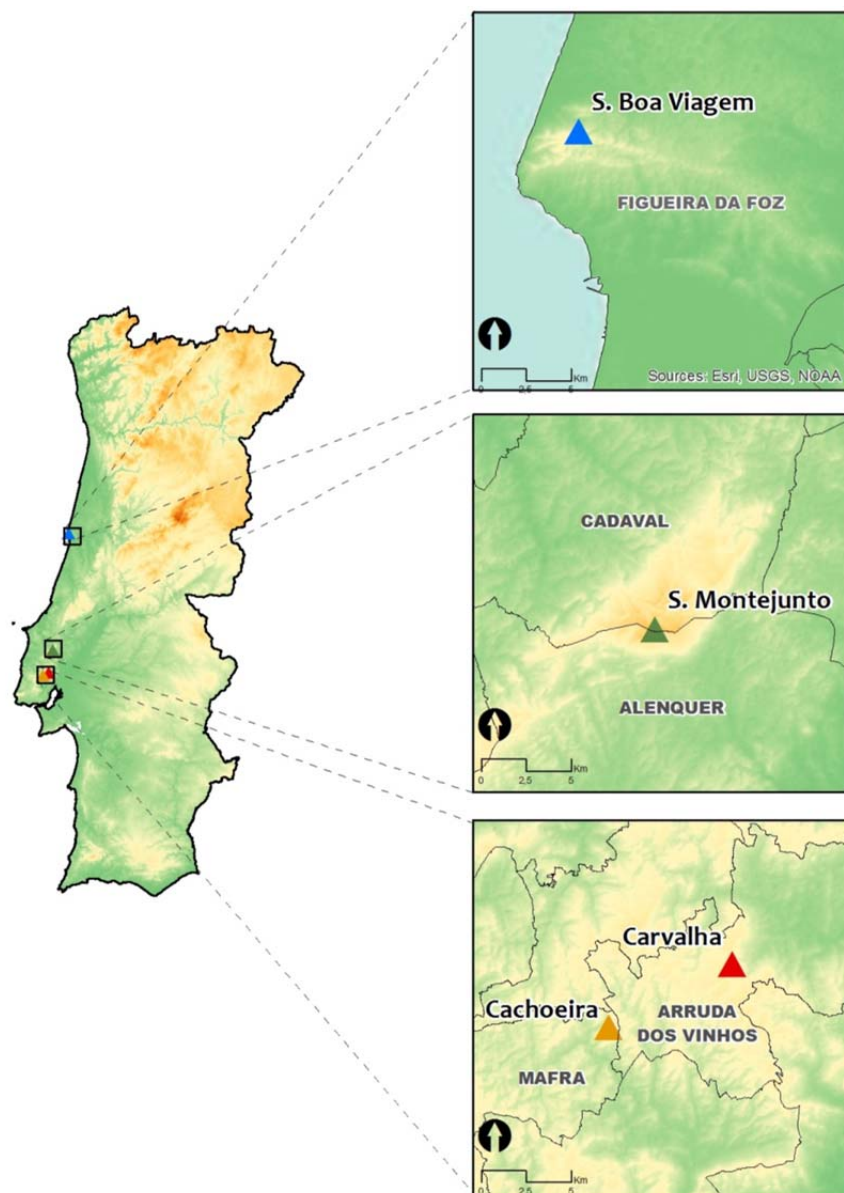 S. Boa Viagem
FIGUEIRA DA FOZ
0 2,5 5 Km
Sources: Esri, USGS, NOAA
CADAVAL
S. Montejunto
ALENQUER
0 2,5 5 Km
Carvalha
Cachoeira
ARRUDA
DOS VINHOS
MAFRA
0 2,5 5 Km